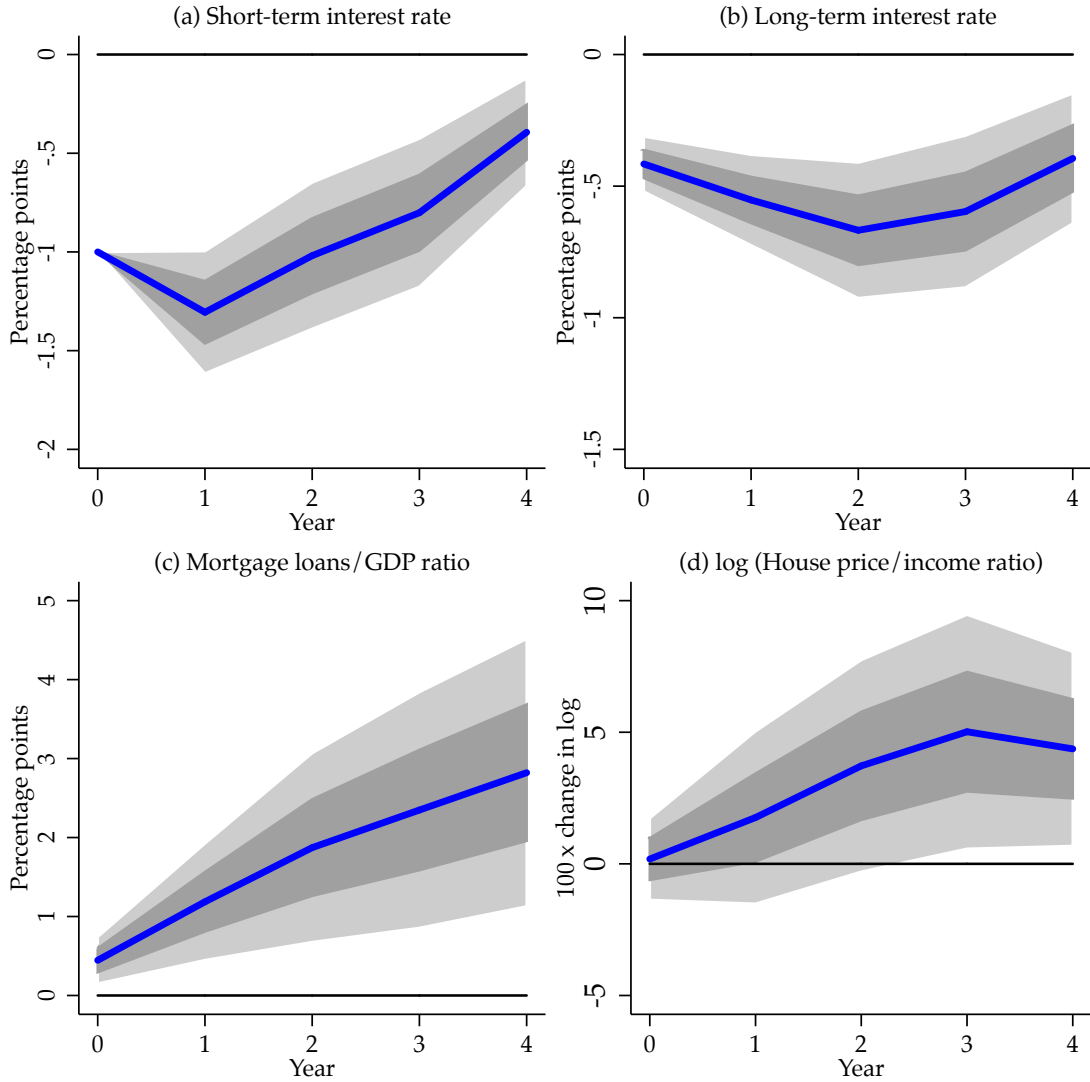 (a) Short-term interest rate
Percentage points
0
-.5
-1
-1.5
-2
0 1 2 3 4
Year
(b) Long-term interest rate
Percentage points
0
-.5
-1
-1.5
0 1 2 3 4
Year
(c) Mortgage loans/GDP ratio
Percentage points
5
4
3
2
1
0
0 1 2 3 4
Year
(d) log (House price/income ratio)
100 x change in log
10
5
0
-5
0 1 2 3 4
Year